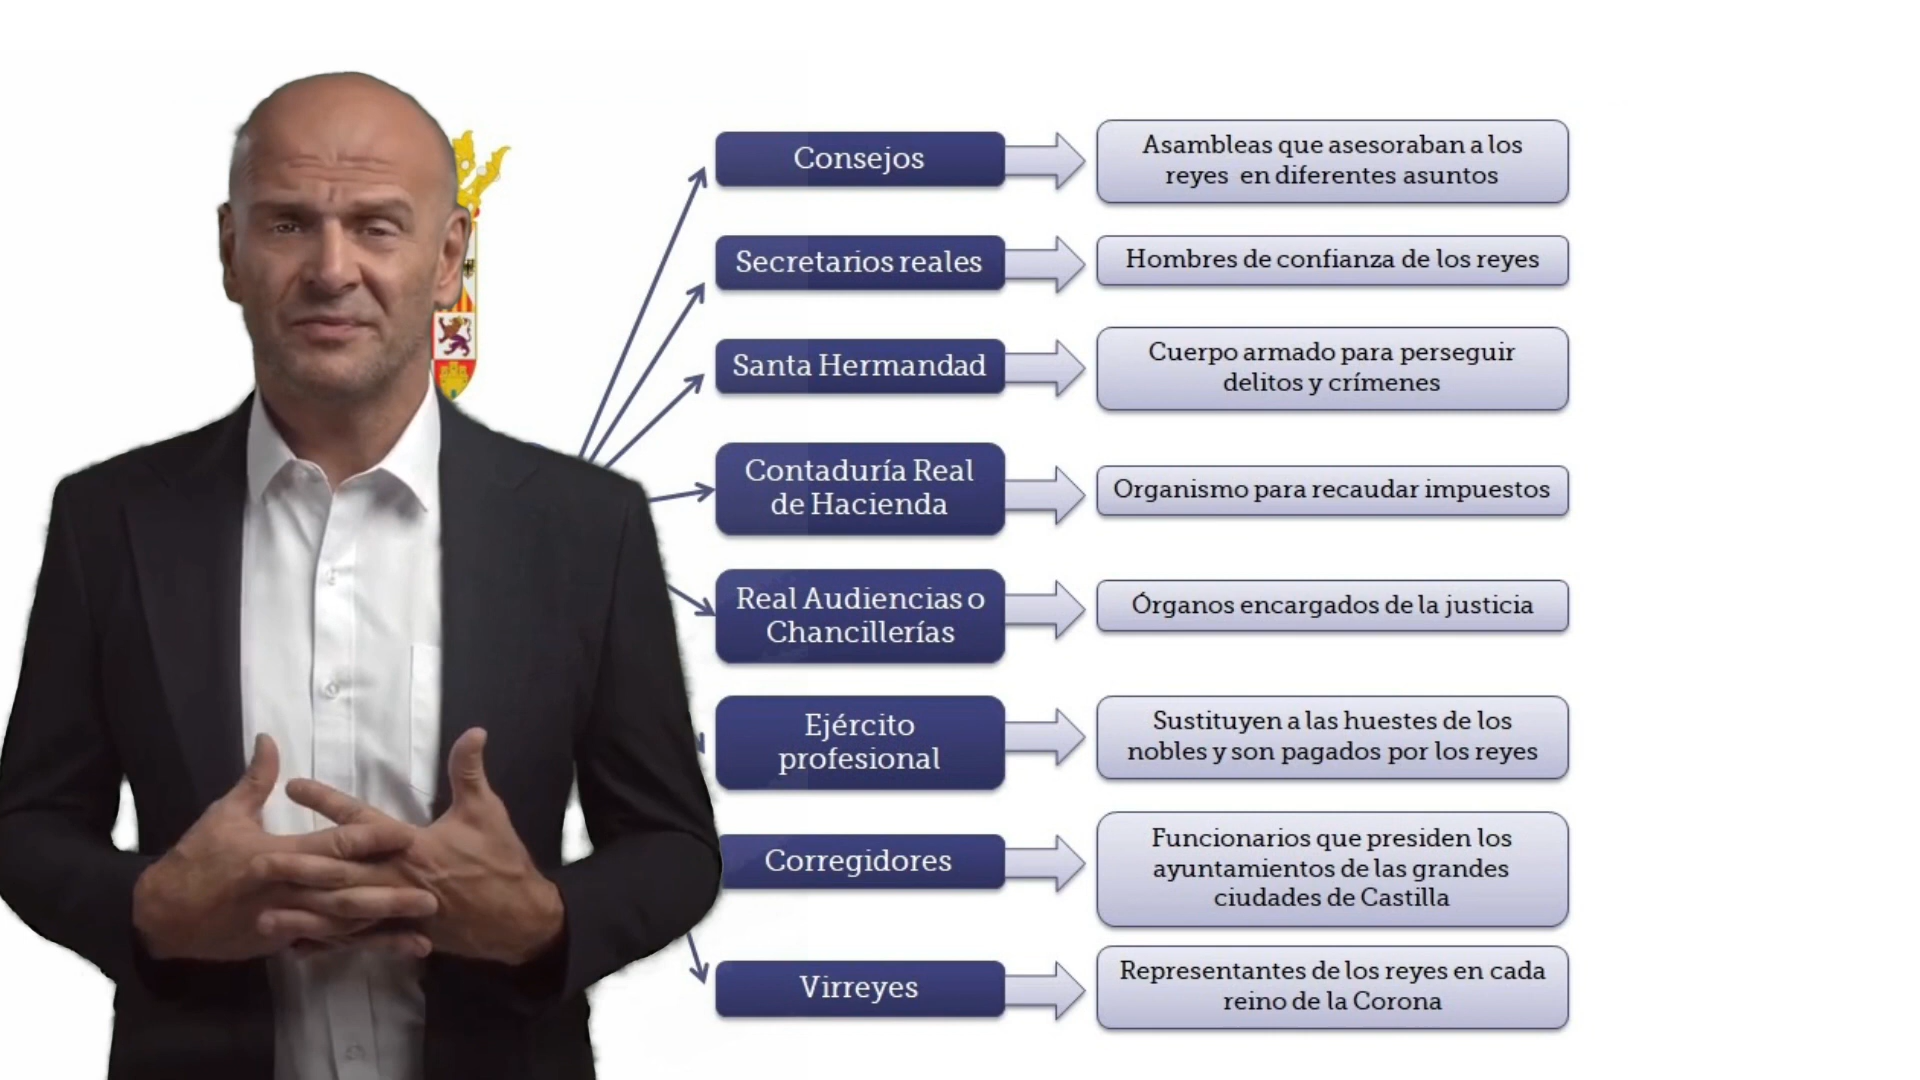 Consejos
Asambleas que asesoraban a los
reyes en diferentes asuntos
Secretarios reales
Hombres de confianza de los reyes
Santa Hermandad
Cuerpo armado para perseguir
delitos y crímenes
Contaduría Real
de Hacienda
Organismo para recaudar impuestos
Real Audiencias o
Chancillerías
Órganos encargados de la justicia
Ejército
profesional
Sustituyen a las huestes de los
nobles y son pagados por los reyes
Corregidores
Funcionarios que presiden los
ayuntamientos de las grandes
ciudades de Castilla
Virreyes
Representantes de los reyes en cada
reino de la Corona